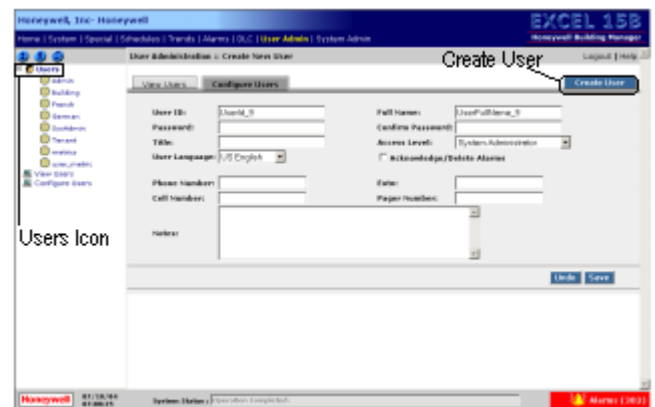 Honeywell, Inc- Honeywell
EXCEL 15B
Home | System | Special | Schedules | Trends | Alarms | DLC | User Admin | System Admin
Honeywell Building Manager
User Administration :: Create New User
Create User
Logout | Help
Users
View Users
Configure Users
Create User
admin
Building
French
German
Tenant
metrics
user_metric
View Users
Configure Users
User ID:
UserId_9
Full Name:
UserFullName_9
Password:
Confirm Password:
Title:
Access Level:
System Administrator
User Language:
US English
Acknowledge/Delete Alarms
Phone Number:
Extn:
Cell Number:
Pager Number:
Users Icon
Notes:
Undo
Save
Honeywell
System Status :
Operation Completed.
Alarms (303)